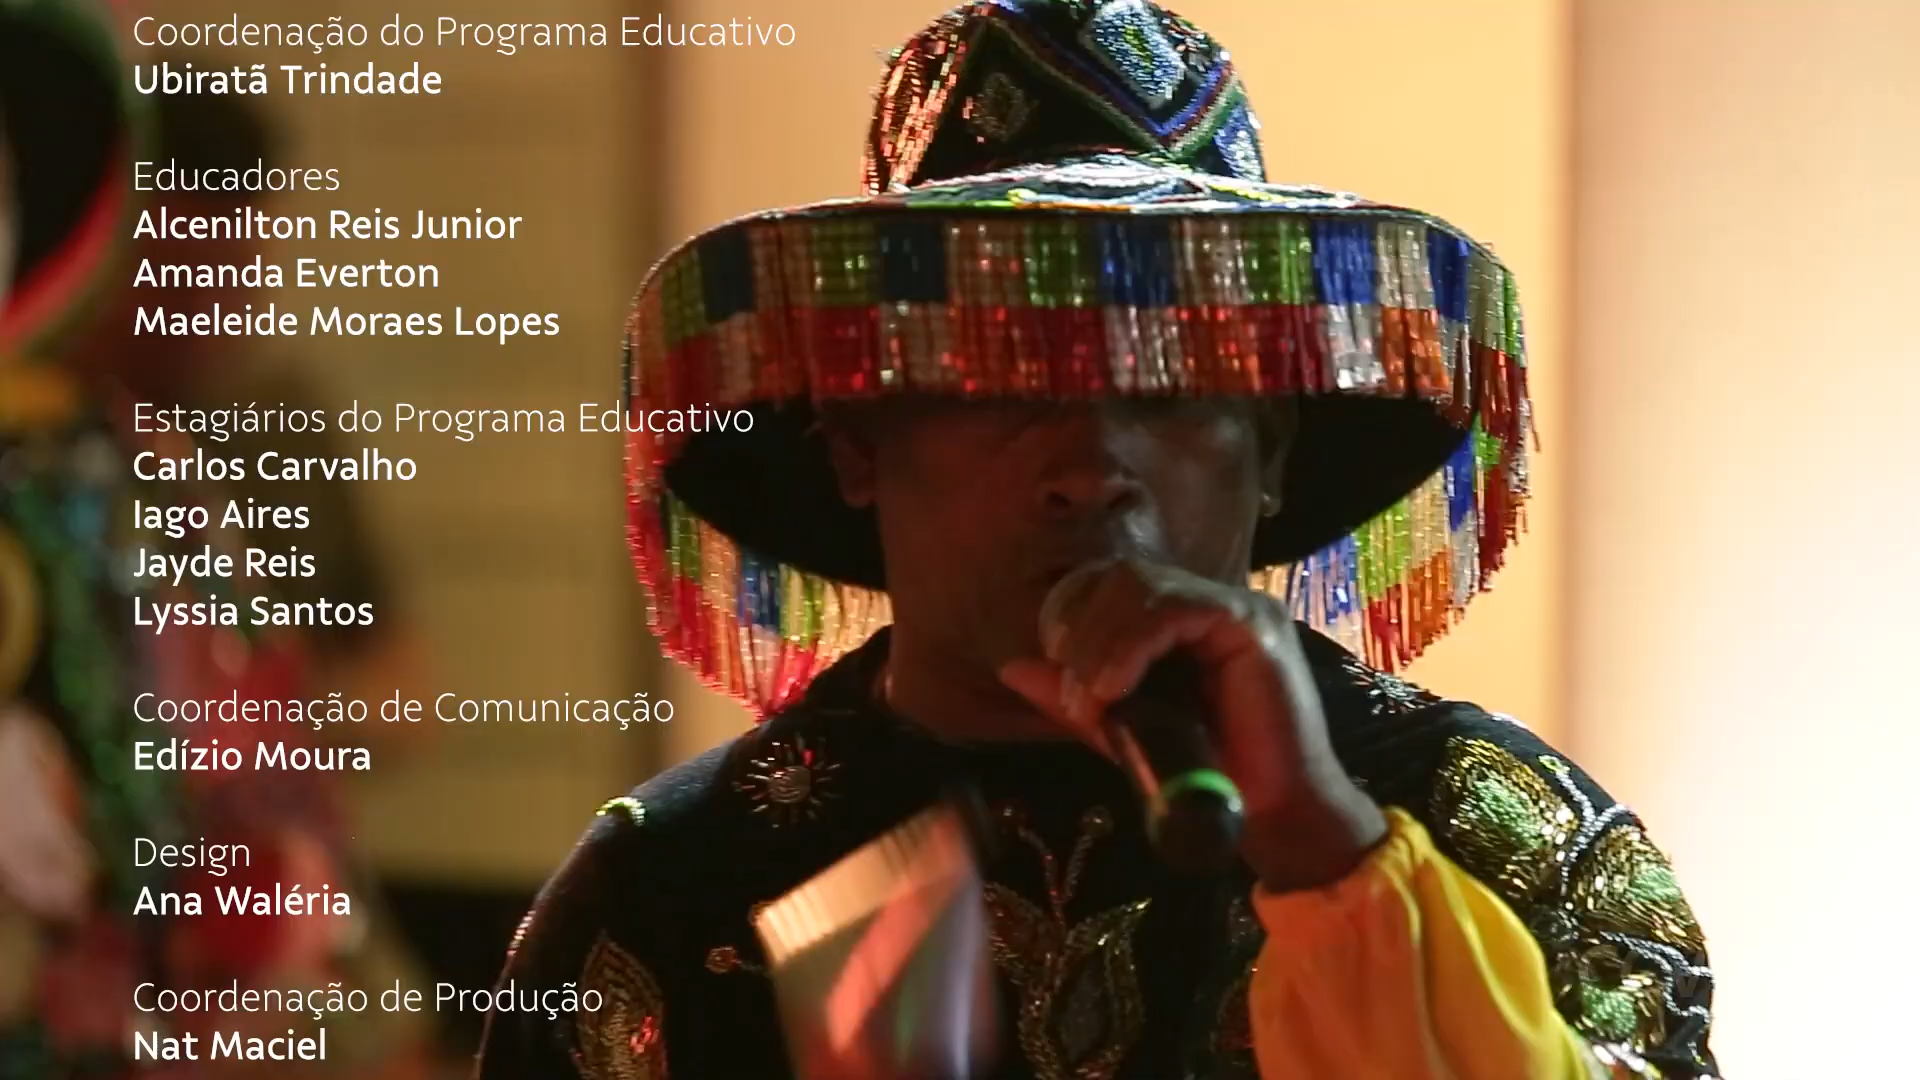 Coordenação do Programa Educativo
Ubiratã Trindade
Educadores
Alcenilton Reis Junior
Amanda Everton
Maeleide Moraes Lopes
Estagiários do Programa Educativo
Carlos Carvalho
Iago Aires
Jayde Reis
Lyssia Santos
Coordenação de Comunicação
Edízio Moura
Design
Ana Waléria
Coordenação de Produção
Nat Maciel